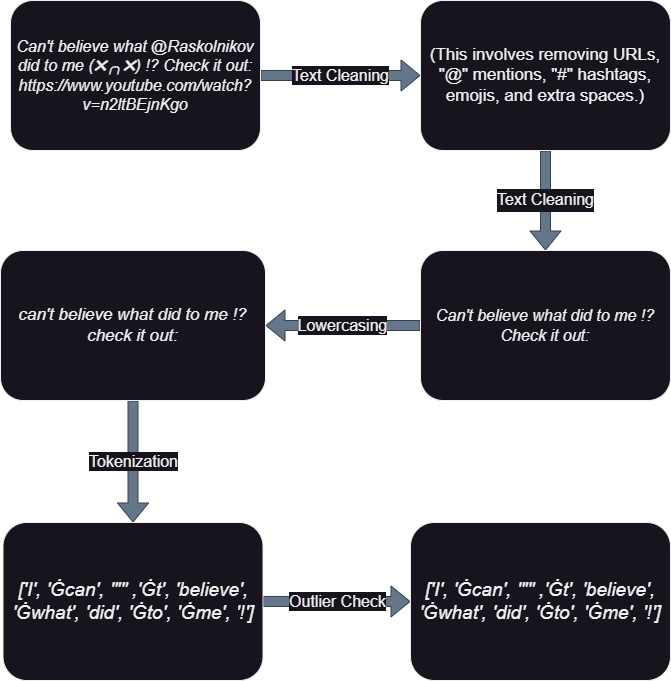 Can't believe what @Raskolnikov
did to me (❌╭╮❌) !? Check it out:
https://www.youtube.com/watch?
v=n2ltBEjnKgo
Text Cleaning
(This involves removing URLs,
"@" mentions, "#" hashtags,
emojis, and extra spaces.)
Text Cleaning
Can't believe what did to me !?
Check it out:
Lowercasing
can't believe what did to me !?
check it out:
Tokenization
['I', 'Ġcan', '"'" ,'Ġt', 'believe',
'Ġwhat', 'did', 'Ġto', 'Ġme', '!']
Outlier Check
['I', 'Ġcan', '"'" ,'Ġt', 'believe',
'Ġwhat', 'did', 'Ġto', 'Ġme', '!']